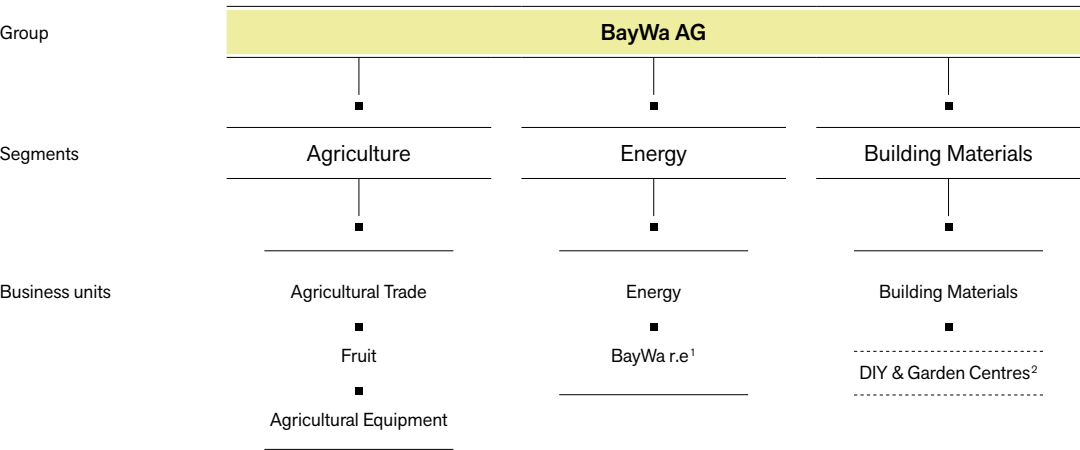 Group
BayWa AG
Segments
Agriculture
Energy
Building Materials
Business units
Agricultural Trade
Energy
Building Materials
Fruit
BayWa r.e¹
DIY & Garden Centres²
Agricultural Equipment